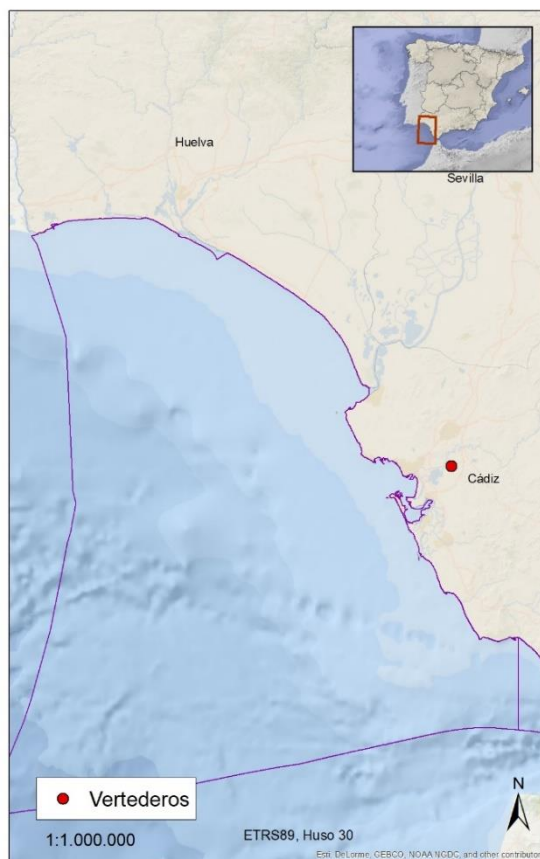 Huelva
Sevilla
Cádiz
Vertederos
N
1:1.000.000
ETRS89, Huso 30
Esri, DeLorme, GEBCO, NOAA NGDC, and other contributors